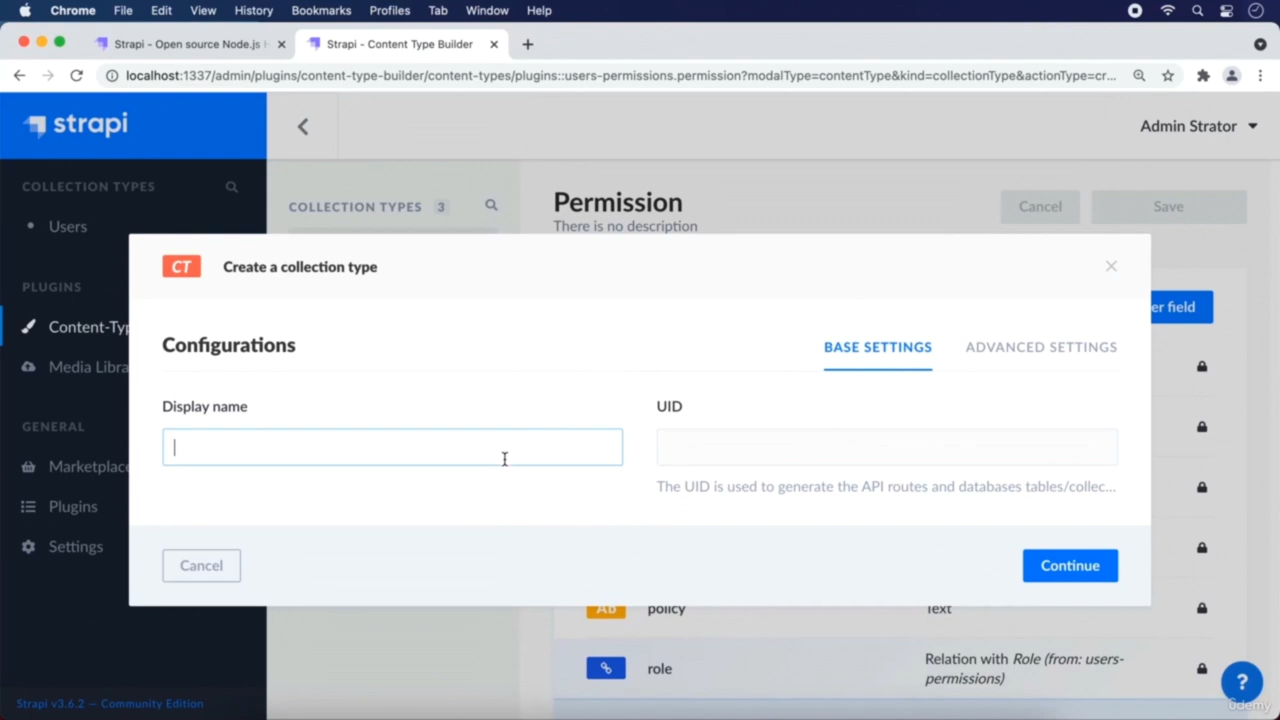 Chrome File Edit View History Bookmarks Profiles Tab Window Help
Strapi - Open source Node.js H
Strapi - Content Type Builder
localhost:1337/admin/plugins/content-type-builder/content-types/plugins::users-permissions.permission?modalType=contentType&kind=collectionType&actionType=cr...
strapi
Admin Strator
COLLECTION TYPES
COLLECTION TYPES 3
Permission
Cancel
Save
Users
There is no description
CT Create a collection type
PLUGINS
er field
Content-Typ
Configurations
BASE SETTINGS
ADVANCED SETTINGS
Media Libra
Display name
UID
GENERAL
Marketplace
The UID is used to generate the API routes and databases tables/collec...
Plugins
Settings
Cancel
Continue
Ab policy Text
role
Relation with Role (from: users-
permissions)
?
Strapi v3.6.2 — Community Edition
ûdemy